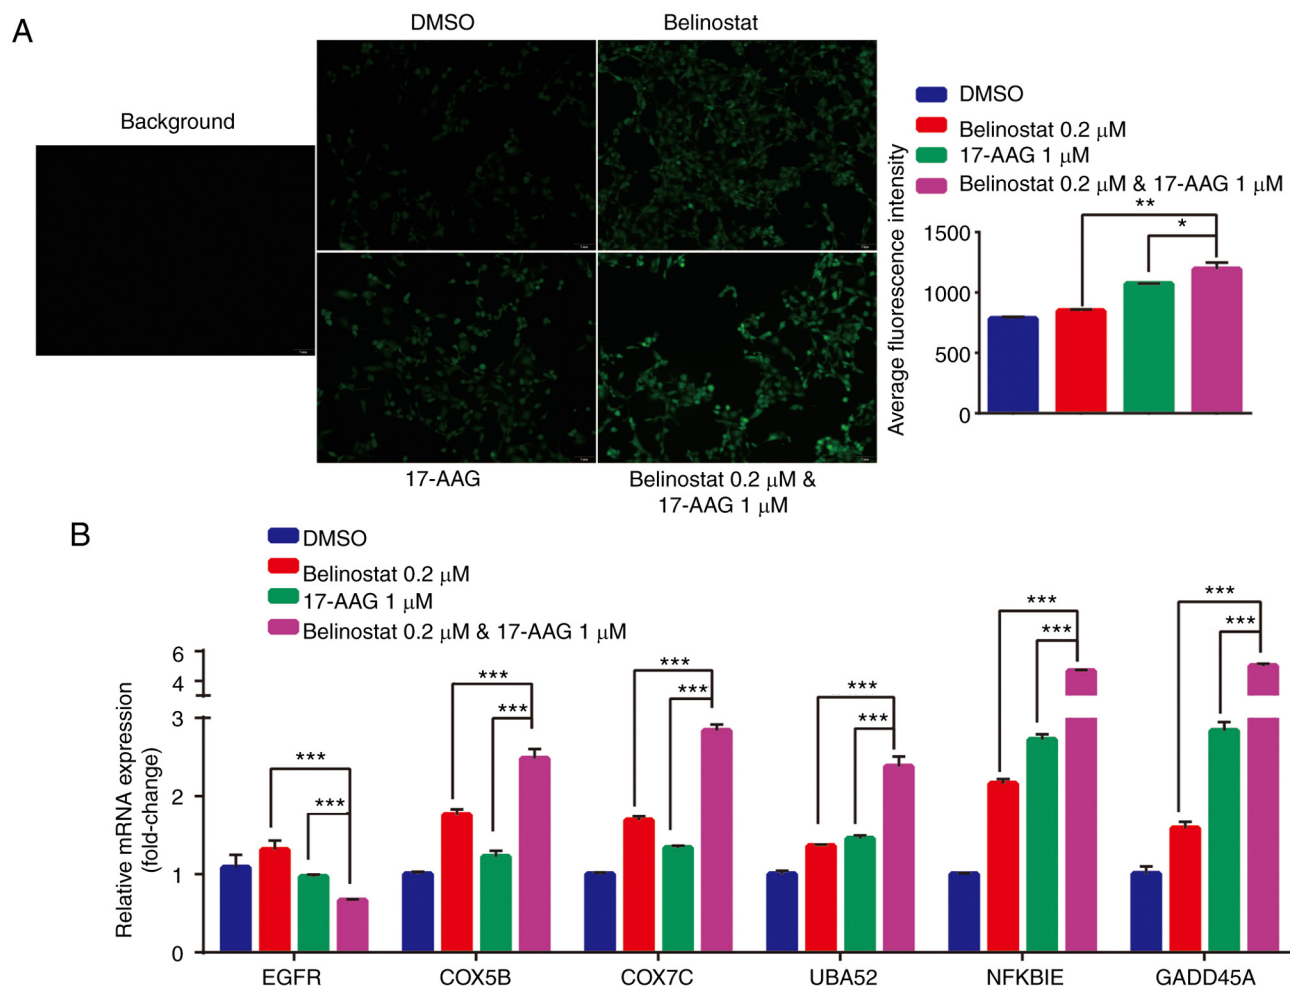 A
DMSO
Belinostat
Background
17-AAG
Belinostat 0.2 μM &
17-AAG 1 μM
DMSO
Belinostat 0.2 μM
17-AAG 1 μM
Belinostat 0.2 μM & 17-AAG 1 μM
Average fluorescence intensity
**
*
1500
1000
500
0
B
DMSO
Belinostat 0.2 μM
17-AAG 1 μM
Belinostat 0.2 μM & 17-AAG 1 μM
Relative mRNA expression
(fold-change)
6
4
3
2
1
0
***
***
***
***
***
***
***
***
***
***
***
***
EGFR
COX5B
COX7C
UBA52
NFKBIE
GADD45A